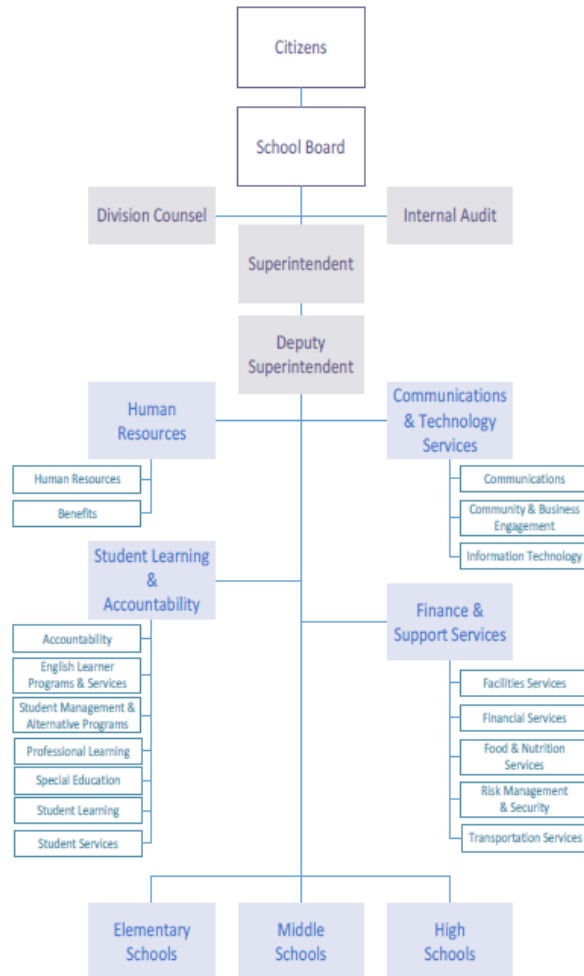 Citizens
School Board
Division Counsel
Internal Audit
Superintendent
Deputy
Superintendent
Human
Resources
Communications
& Technology
Services
Human Resources
Benefits
Communications
Community & Business
Engagement
Information Technology
Student Learning
&
Accountability
Finance &
Support Services
Accountability
English Learner
Programs & Services
Student Management &
Alternative Programs
Professional Learning
Special Education
Student Learning
Student Services
Facilities Services
Financial Services
Food & Nutrition
Services
Risk Management
& Security
Transportation Services
Elementary
Schools
Middle
Schools
High
Schools